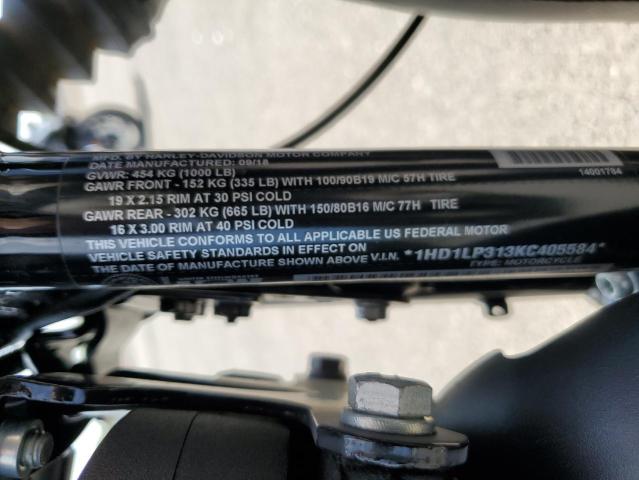 MFD. BY HARLEY-DAVIDSON MOTOR COMPANY
DATE MANUFACTURED: 09/18
GVWR: 454 KG (1000 LB)
GAWR FRONT - 152 KG (335 LB) WITH 100/90B19 M/C 57H TIRE
19 X 2.15 RIM AT 30 PSI COLD
GAWR REAR - 302 KG (665 LB) WITH 150/80B16 M/C 77H TIRE
16 X 3.00 RIM AT 40 PSI COLD
THIS VEHICLE CONFORMS TO ALL APPLICABLE US FEDERAL MOTOR
VEHICLE SAFETY STANDARDS IN EFFECT ON
THE DATE OF MANUFACTURE SHOWN ABOVE V.I.N. *1HD1LP313KC405584*
TYPE: MOTORCYCLE
14001704